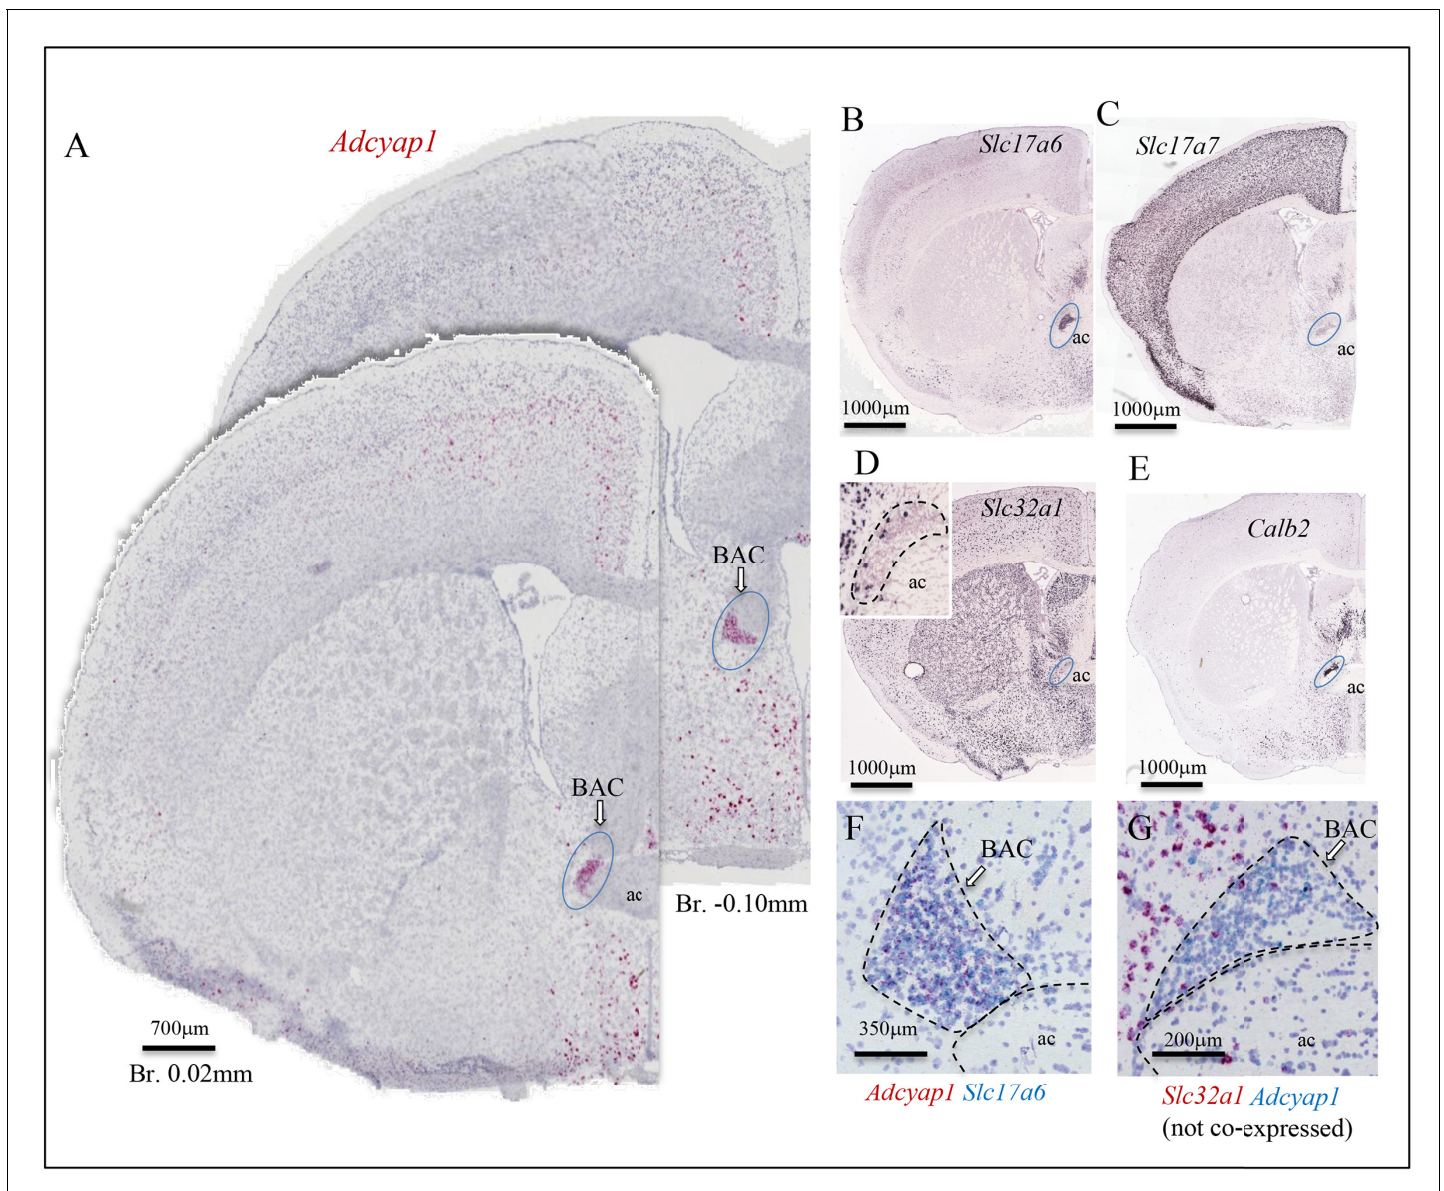 A
Adcyap1
BAC
BAC
ac
Br. -0.10mm
700μm
Br. 0.02mm
B
Slc17a6
ac
1000μm
C
Slc17a7
ac
1000μm
D
Slc32a1
ac
ac
1000μm
E
Calb2
ac
1000μm
F
BAC
350μm
ac
Adcyap1 Slc17a6
G
BAC
200μm
ac
Slc32a1 Adcyap1
(not co-expressed)